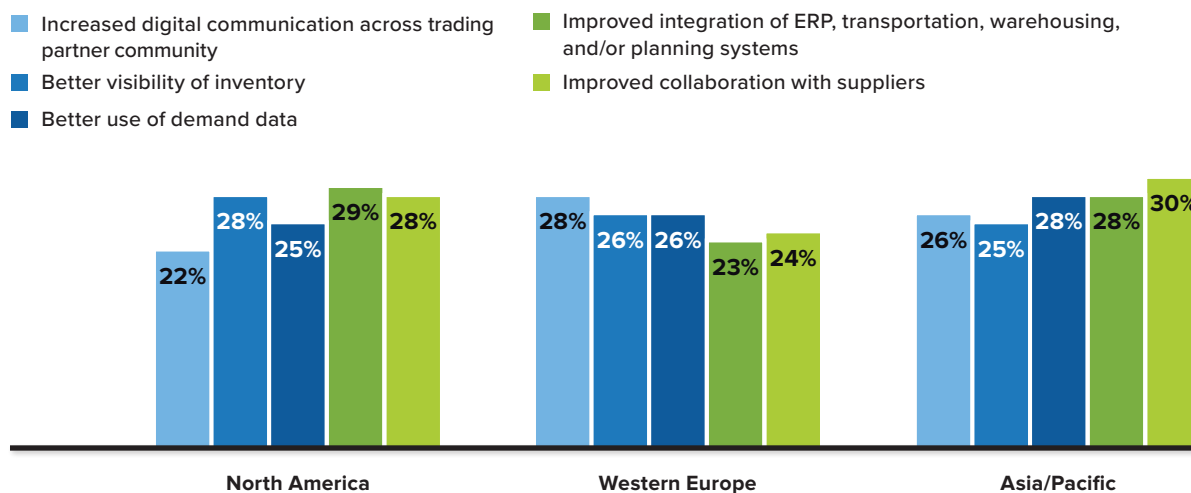 Increased digital communication across trading
partner community
Better visibility of inventory
Better use of demand data
Improved integration of ERP, transportation, warehousing,
and/or planning systems
Improved collaboration with suppliers
22%
28%
25%
29%
28%
28%
26%
26%
23%
24%
26%
25%
28%
28%
30%
North America
Western Europe
Asia/Pacific